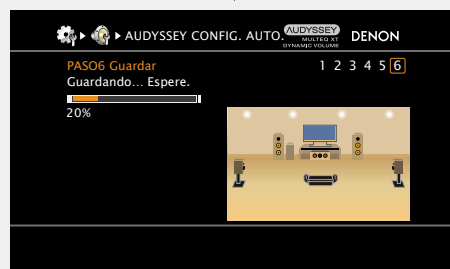 AUDYSSEY CONFIG. AUTO.
AUDYSSEY
MULTEQ XT
DYNAMIC VOLUME
DENON
PASO6 Guardar
1 2 3 4 5 6
Guardando... Espere.
20%